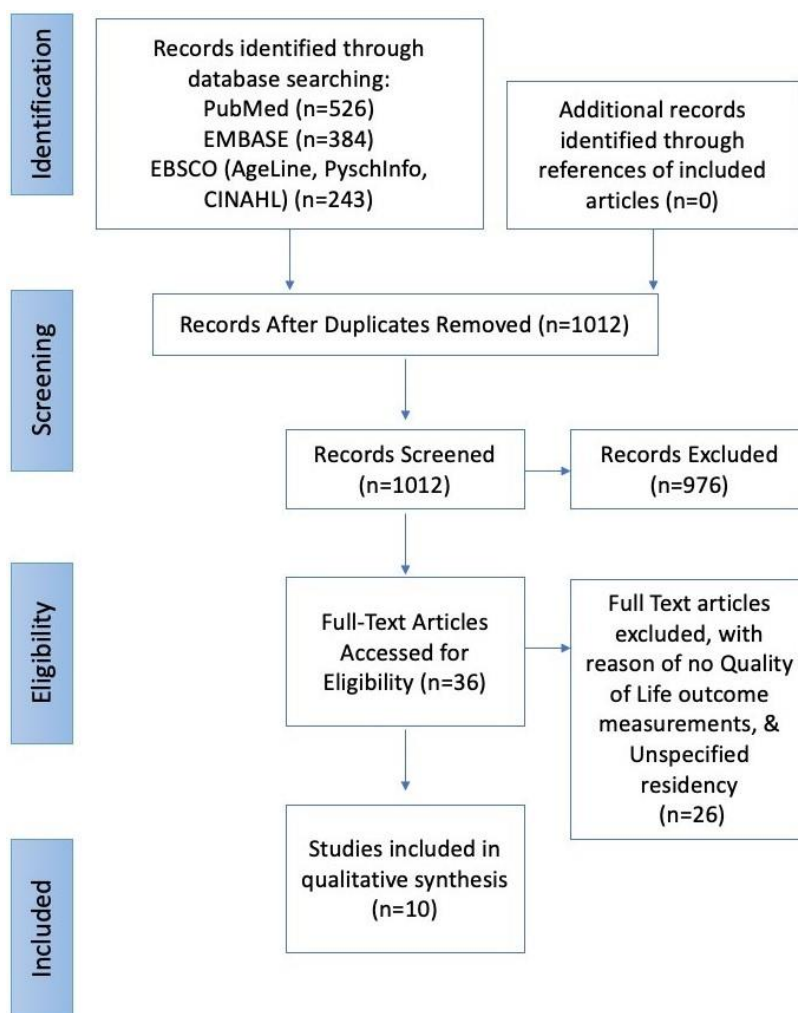 Identification
Records identified through
database searching:
PubMed (n=526)
EMBASE (n=384)
EBSCO (AgeLine, PyschInfo,
CINAHL) (n=243)
Additional records
identified through
references of included
articles (n=0)
Screening
Records After Duplicates Removed (n=1012)
Records Screened
(n=1012)
Records Excluded
(n=976)
Eligibility
Full-Text Articles
Accessed for
Eligibility (n=36)
Full Text articles
excluded, with
reason of no Quality
of Life outcome
measurements, &
Unspecified
residency
(n=26)
Included
Studies included in
qualitative synthesis
(n=10)